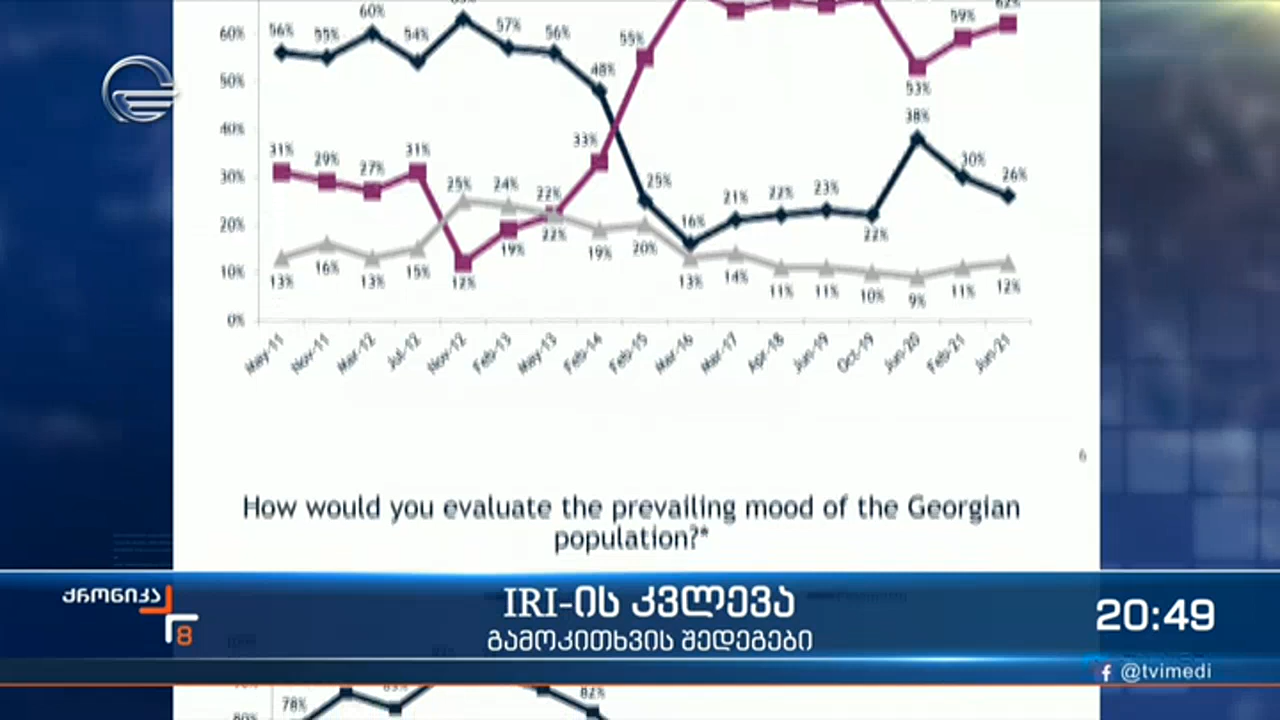 60%
50%
40%
30%
20%
10%
0%
56% 55% 60% 54% 57% 56% 48% 55% 53% 59% 62%
31% 29% 27% 31% 12% 19% 22% 33%
25% 16% 21% 22% 23% 22% 38% 30% 26%
13% 16% 13% 15% 25% 24% 22% 19% 20% 13% 14% 11% 11% 10% 9% 11% 12%
May-11 Nov-11 Mar-12 Jul-12 Nov-12 Feb-13 May-13 Feb-14 Feb-15 Mar-16 Mar-17 Apr-18 Jun-19 Oct-19 Jun-20 Feb-21 Jun-21
6
How would you evaluate the prevailing mood of the Georgian
population?*
ქრონიკა
8
IRI-ის კვლევა
გამოკითხვის შედეგები
20:49
@tvimedi
78% 83% 82%
80%